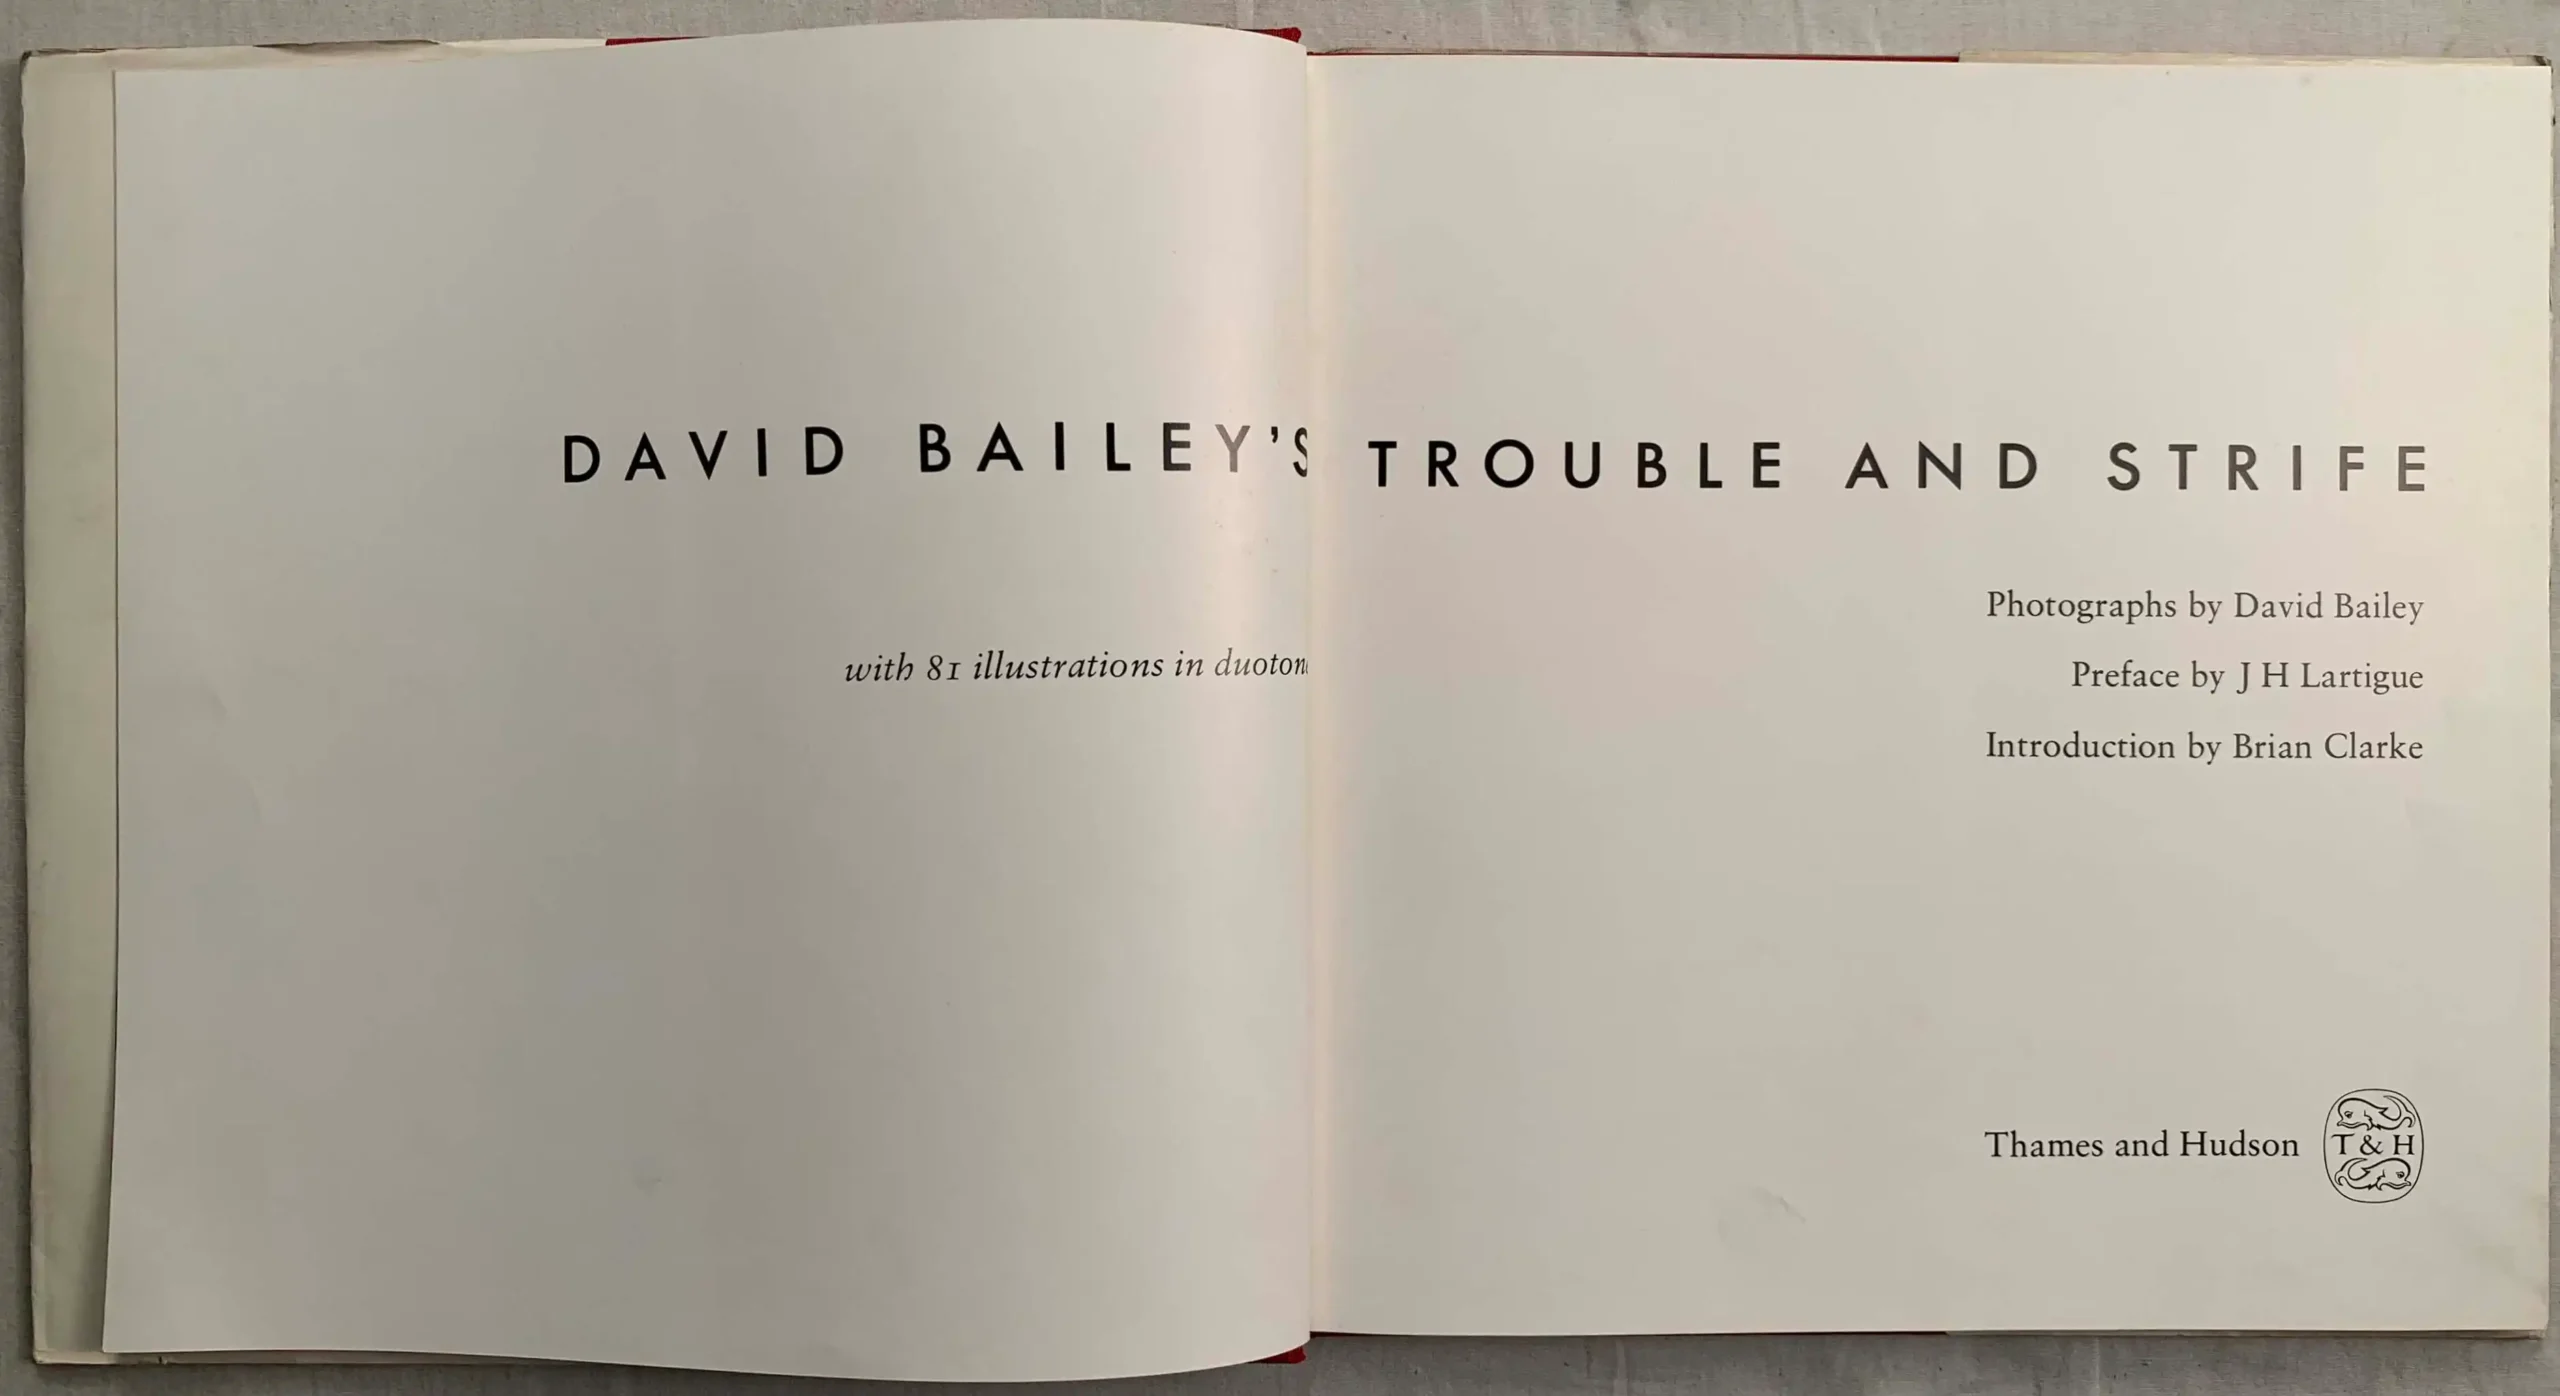 DAVID BAILEY'S TROUBLE AND STRIFE
with 81 illustrations in duoton
Photographs by David Bailey
Preface by J H Lartigue
Introduction by Brian Clarke
Thames and Hudson
T & H